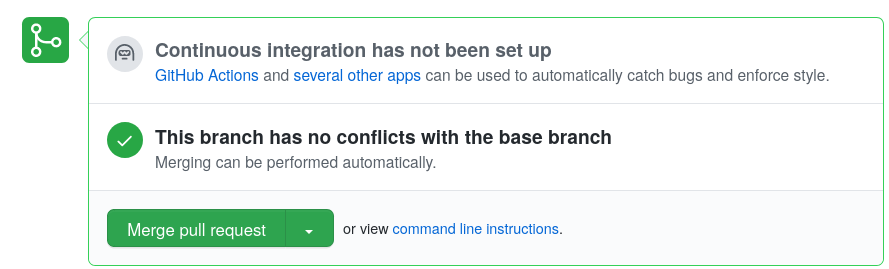 Continuous integration has not been set up
GitHub Actions and several other apps can be used to automatically catch bugs and enforce style.
This branch has no conflicts with the base branch
Merging can be performed automatically.
Merge pull request
or view command line instructions.